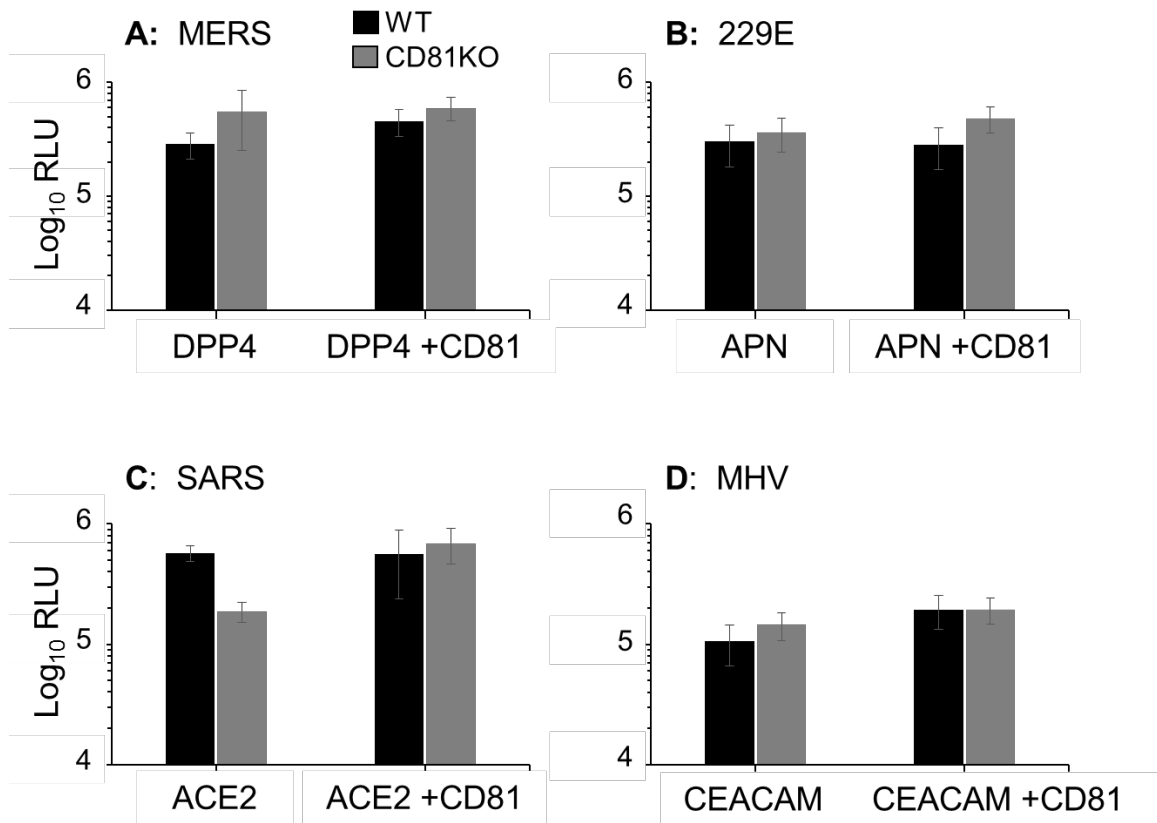 A: MERS
WT
CD81KO
B: 229E
Log10 RLU
6
5
4
6
5
4
DPP4
DPP4 +CD81
APN
APN +CD81
C: SARS
D: MHV
Log10 RLU
6
5
4
6
5
4
ACE2
ACE2 +CD81
CEACAM
CEACAM +CD81